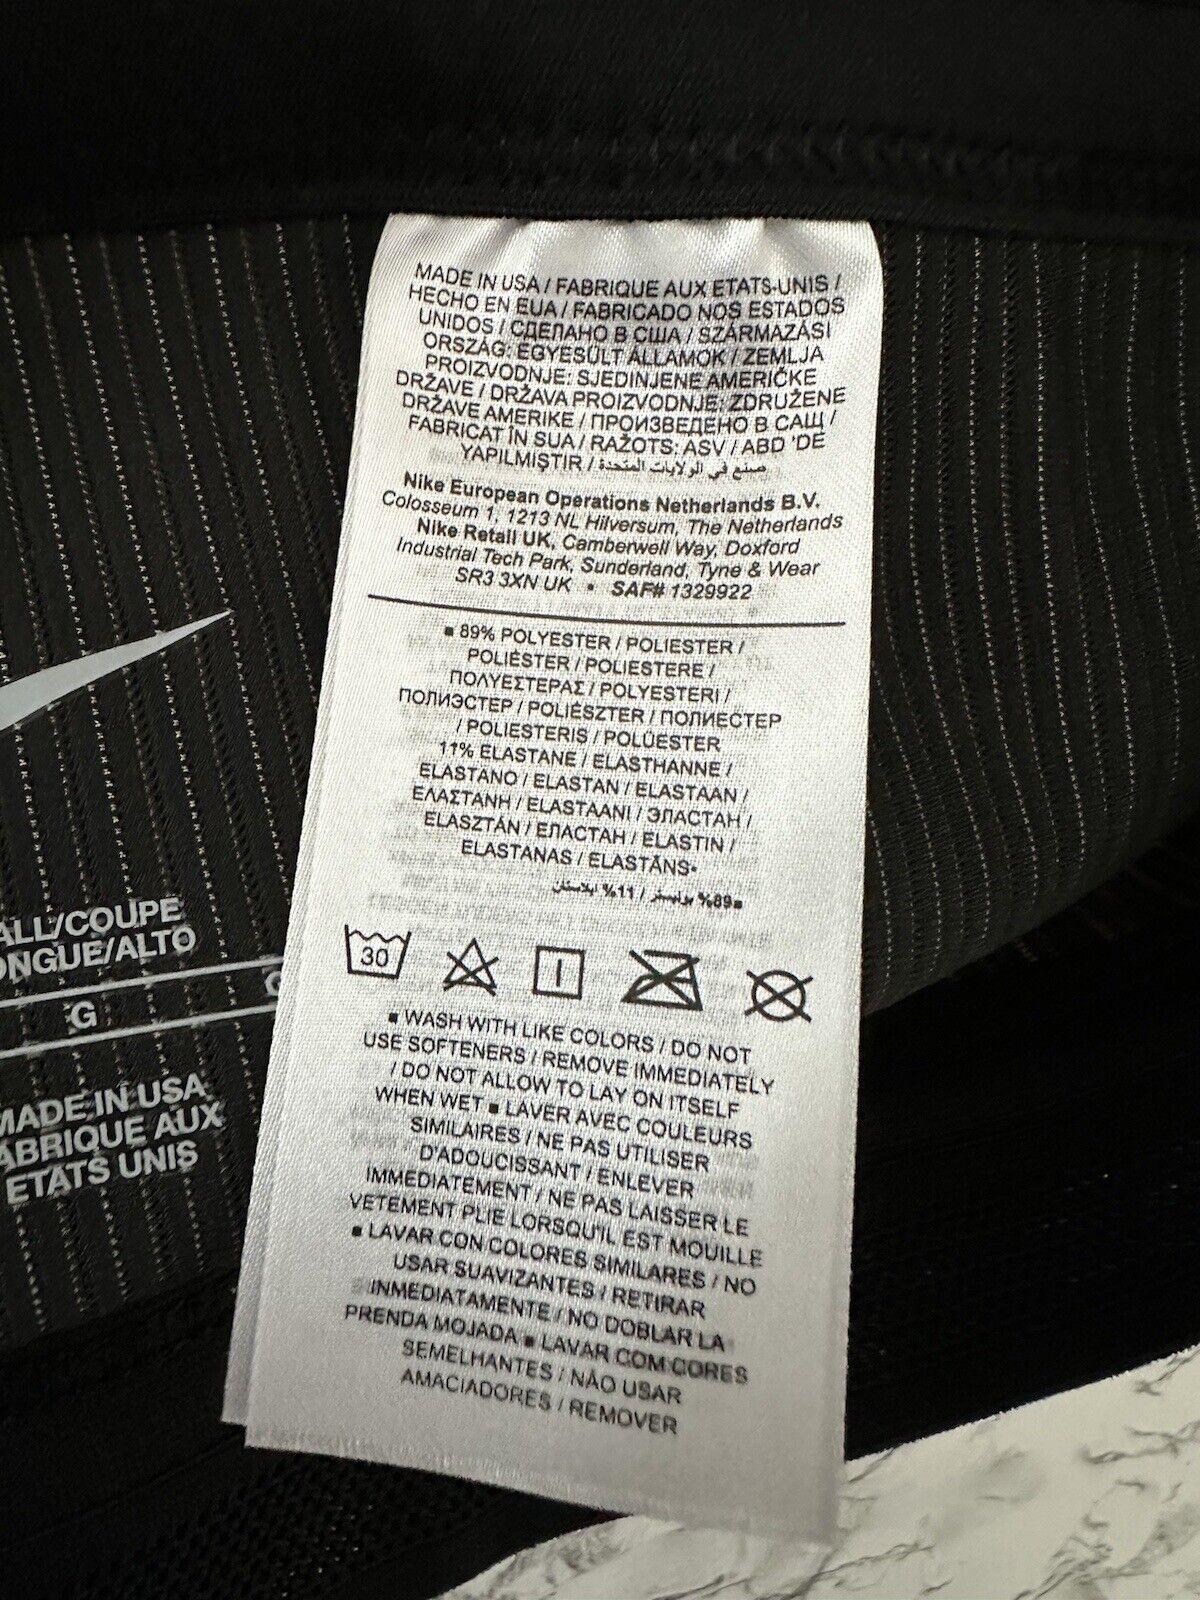 MADE IN USA / FABRIQUE AUX ETATS-UNIS /
HECHO EN EUA / FABRICADO NOS ESTADOS
UNIDOS / СДЕЛАНО В США / SZÁRMAZÁSI
ORSZÁG: EGYESÜLT ÁLLAMOK / ZEMLJA
PROIZVODNJE: SJEDINJENE AMERIČKE
DRŽAVE / DRŽAVA PROIZVODNJE: ZDRUŽENE
DRŽAVE AMERIKE / ПРОИЗВЕДЕНО В САЩ /
FABRICAT ÎN SUA / RAŽOTS: ASV / ABD 'DE
YAPILMIŞTIR / صنع في الولايات المتحدة
Nike European Operations Netherlands B.V.
Colosseum 1, 1213 NL Hilversum, The Netherlands
Nike Retail UK, Camberwell Way, Doxford
Industrial Tech Park, Sunderland, Tyne & Wear
SR3 3XN UK • SAF# 1329922
▪ 89% POLYESTER / POLIESTER /
POLIÉSTER / POLIESTERE /
ΠΟΛΥΕΣΤΕΡΑΣ / POLYESTERI /
ПОЛИЭСТЕР / POLIÉSZTER / ПОЛИЕСТЕР
/ POLIESTERIS / POLÜESTER
11% ELASTANE / ELASTHANNE /
ELASTANO / ELASTAN / ELASTAAN /
ΕΛΑΣΤΑΝΗ / ELASTAANI / ЭЛАСТАН /
ELASZTÁN / ЕЛАСТАН / ELASTIN /
ELASTANAS / ELASTĀNS•
▪89% بوليستر / 11% ايلاستان
30
▪ WASH WITH LIKE COLORS / DO NOT
USE SOFTENERS / REMOVE IMMEDIATELY
/ DO NOT ALLOW TO LAY ON ITSELF
WHEN WET ▪ LAVER AVEC COULEURS
SIMILAIRES / NE PAS UTILISER
D'ADOUCISSANT / ENLEVER
IMMEDIATEMENT / NE PAS LAISSER LE
VETEMENT PLIE LORSQU'IL EST MOUILLE
▪ LAVAR CON COLORES SIMILARES / NO
USAR SUAVIZANTES / RETIRAR
INMEDIATAMENTE / NO DOBLAR LA
PRENDA MOJADA ▪ LAVAR COM CORES
SEMELHANTES / NÃO USAR
AMACIADORES / REMOVER
ALL/COUPE
ONGUE/ALTO
G
MADE IN USA
ABRIQUE AUX
ETATS UNIS